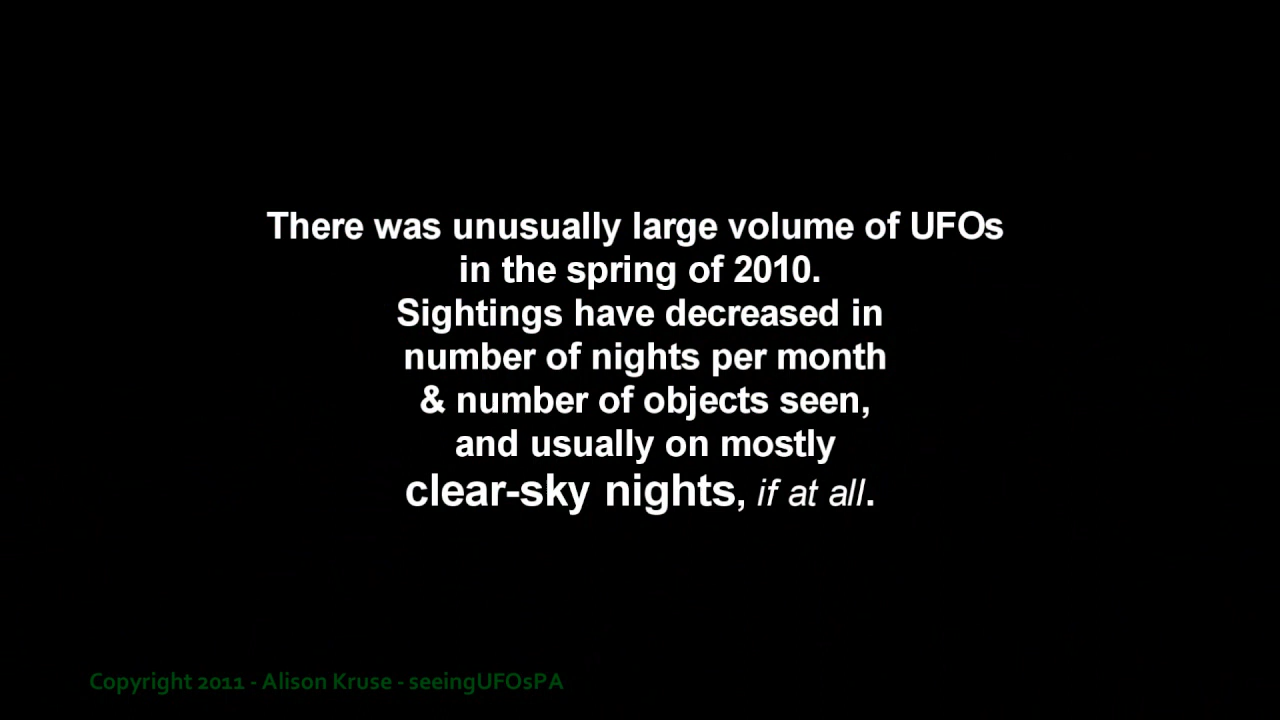 There was unusually large volume of UFOs
in the spring of 2010.
Sightings have decreased in
number of nights per month
& number of objects seen,
and usually on mostly
clear-sky nights, if at all.
Copyright 2011 - Alison Kruse - seeingUFOsPA